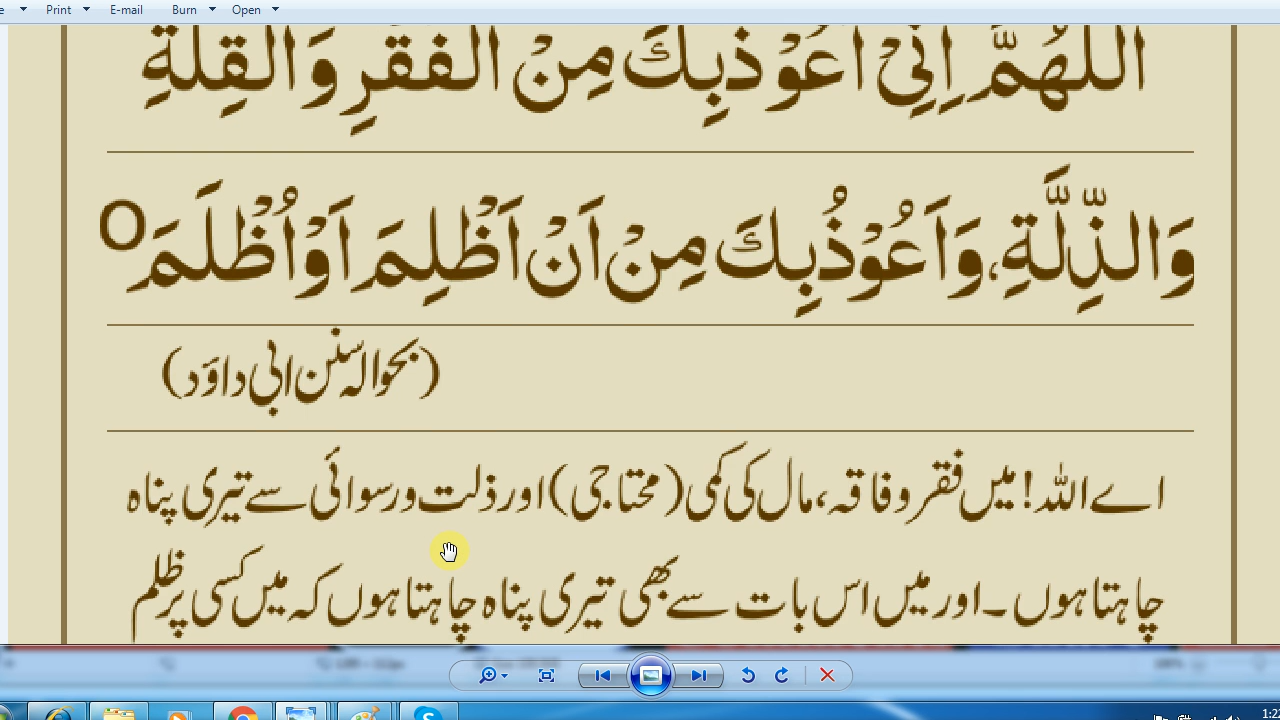 Print E-mail Burn Open
اَللّٰهُمَّ اِنِّیْ اَعُوْذُبِكَ مِنْ الْفَقْرِ وَالْقِلَّةِ
وَالذِّلَّةِ، وَاَعُوْذُبِكَ مِنْ اَنْ اَظْلِمَ اَوْ اُظْلَمَ O
(بحوالہ سنن ابی داوٗد)
اے اللہ! میں فقر و فاقہ، مال کی کمی (محتاجی) اور ذلت و رسوائی سے تیری پناہ
چاہتا ہوں۔ اور میں اس بات سے بھی تیری پناہ چاہتا ہوں کہ میں کسی پر ظلم